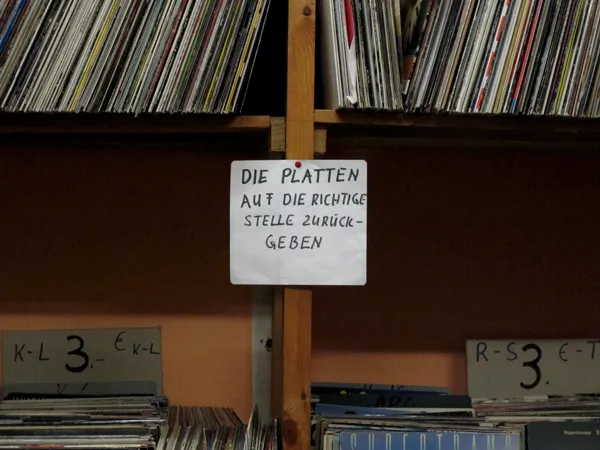 DIE PLATTEN
AUF DIE RICHTIGE
STELLE ZURÜCK-
GEBEN
K-L 3.- € K-L
R-S 3. € -T